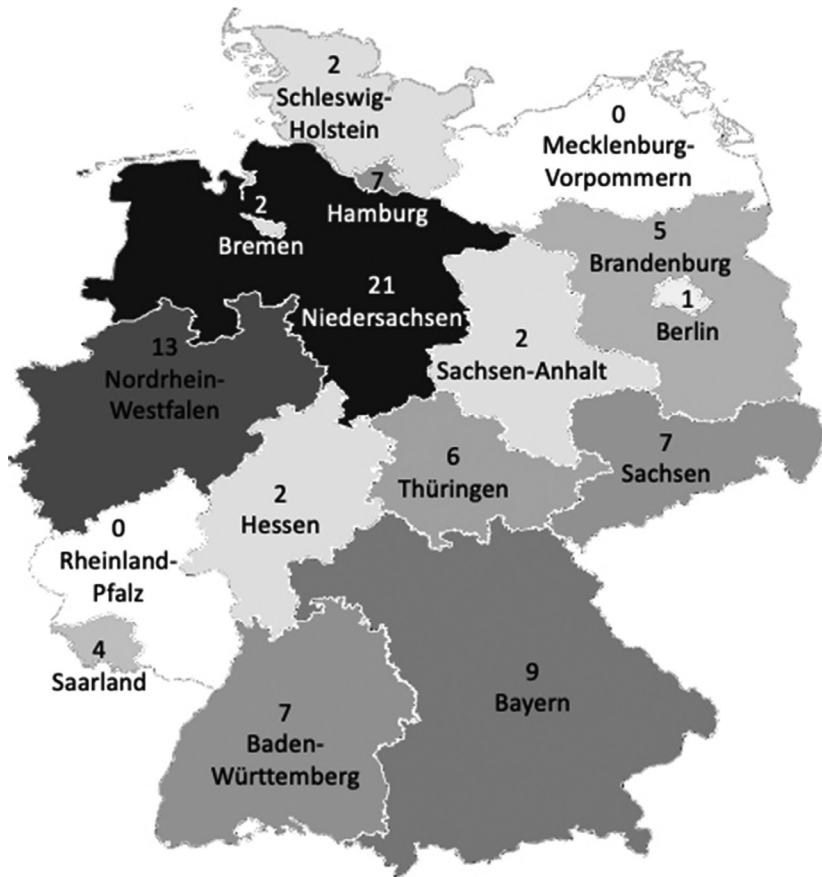 2
Schleswig-
Holstein
0
Mecklenburg-
Vorpommern
7
Hamburg
2
Bremen
5
Brandenburg
1
Berlin
21
Niedersachsen
2
Sachsen-Anhalt
13
Nordrhein-
Westfalen
6
Thüringen
7
Sachsen
2
Hessen
0
Rheinland-
Pfalz
4
Saarland
9
Bayern
7
Baden-
Württemberg